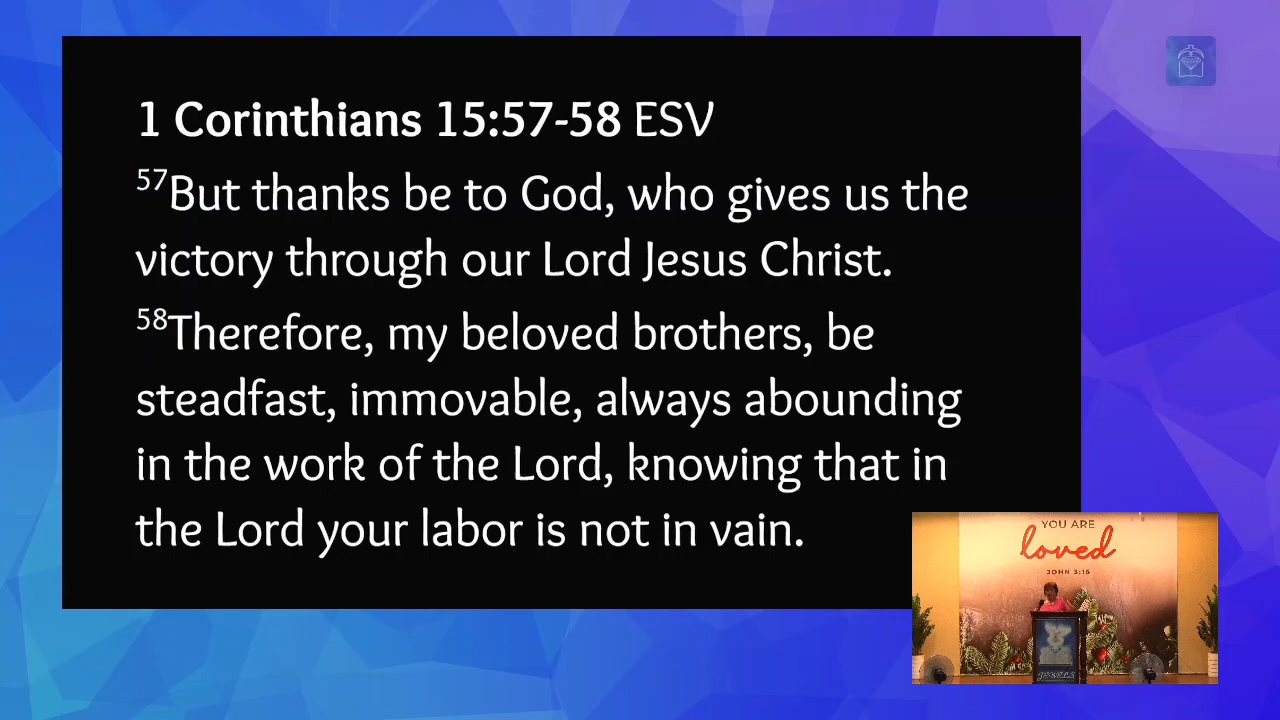 1 Corinthians 15:57-58 ESV
57But thanks be to God, who gives us the
victory through our Lord Jesus Christ.
58Therefore, my beloved brothers, be
steadfast, immovable, always abounding
in the work of the Lord, knowing that in
the Lord your labor is not in vain.
YOU ARE
loved
JOHN 3:16
JEWELS